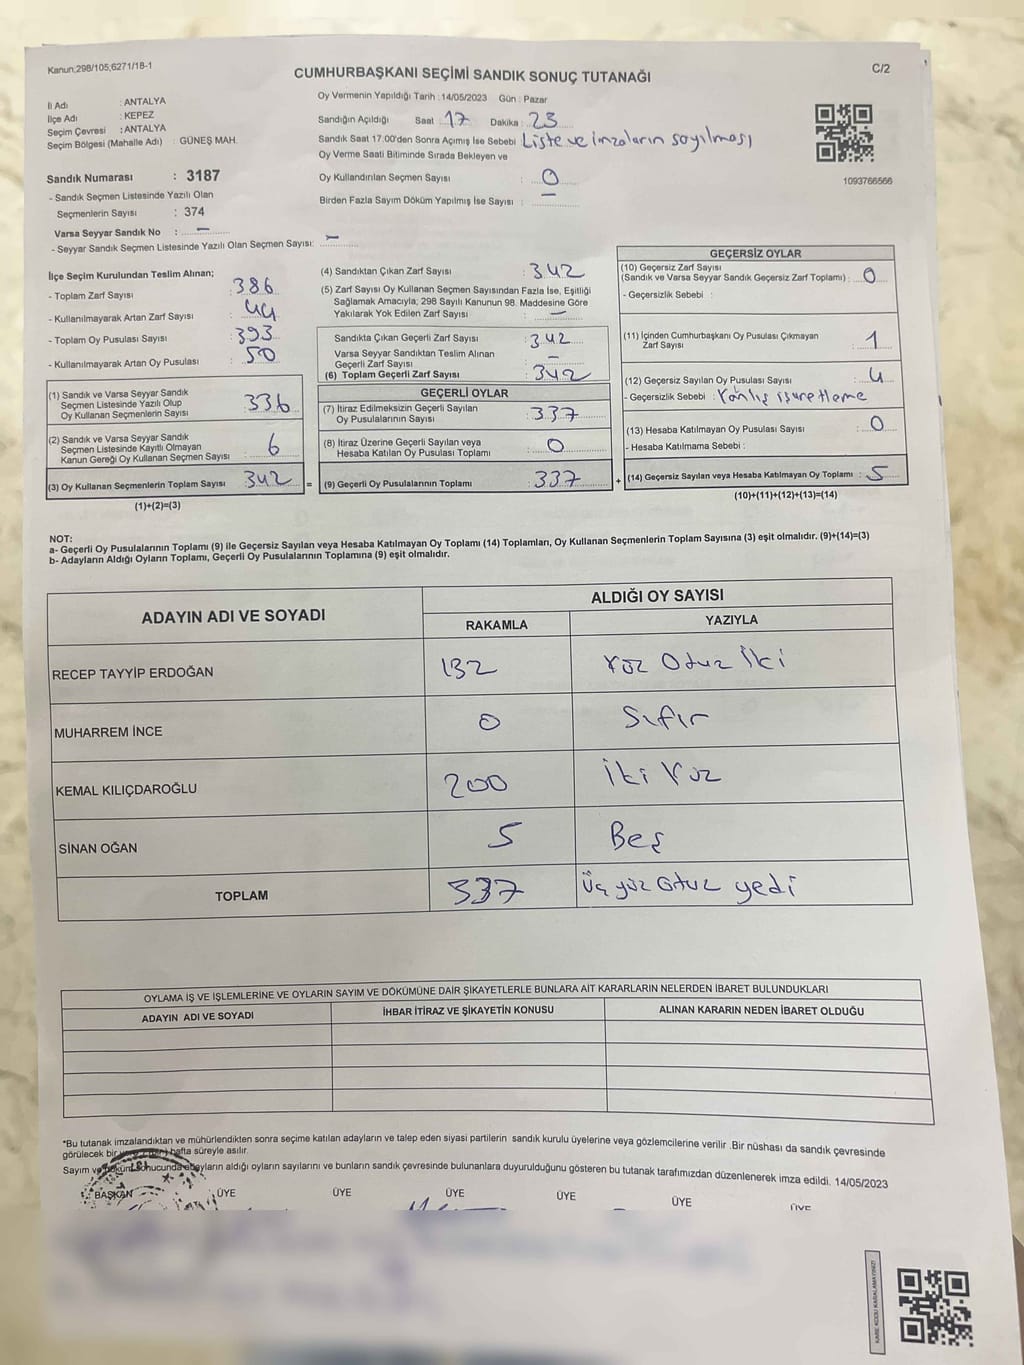 Kanun;298/105,6271/18-1
C/2
CUMHURBAŞKANI SEÇİMİ SANDIK SONUÇ TUTANAĞI
İl Adı : ANTALYA
İlçe Adı : KEPEZ
Seçim Çevresi : ANTALYA
Seçim Bölgesi (Mahalle Adı) : GÜNEŞ MAH.
Sandık Numarası : 3187
- Sandık Seçmen Listesinde Yazılı Olan
Seçmenlerin Sayısı : 374
Varsa Seyyar Sandık No : —
- Seyyar Sandık Seçmen Listesinde Yazılı Olan Seçmen Sayısı: —
Oy Vermenin Yapıldığı Tarih :14/05/2023 Gün : Pazar
Sandığın Açıldığı Saat 17 Dakika : 23
Sandık Saat 17.00'den Sonra Açımış İse Sebebi : Liste ve imzaların sayılması
Oy Verme Saati Bitiminde Sırada Bekleyen ve
Oy Kullandırılan Seçmen Sayısı : 0
Birden Fazla Sayım Döküm Yapılmış İse Sayısı : —
1093766566
İlçe Seçim Kurulundan Teslim Alınan;
- Toplam Zarf Sayısı : 386
- Kullanılmayarak Artan Zarf Sayısı : 44
- Toplam Oy Pusulası Sayısı : 393
- Kullanılmayarak Artan Oy Pusulası : 50
(1) Sandık ve Varsa Seyyar Sandık
Seçmen Listesinde Yazılı Olup
Oy Kullanan Seçmenlerin Sayısı : 336
(2) Sandık ve Varsa Seyyar Sandık
Seçmen Listesinde Kayıtlı Olmayan
Kanun Gereği Oy Kullanan Seçmen Sayısı : 6
(3) Oy Kullanan Seçmenlerin Toplam Sayısı : 342 =
(1)+(2)=(3)
(4) Sandıktan Çıkan Zarf Sayısı : 342
(5) Zarf Sayısı Oy Kullanan Seçmen Sayısından Fazla İse, Eşitliği
Sağlamak Amacıyla, 298 Sayılı Kanunun 98. Maddesine Göre
Yakılarak Yok Edilen Zarf Sayısı : —
Sandıkta Çıkan Geçerli Zarf Sayısı : 342
Varsa Seyyar Sandıktan Teslim Alınan
Geçerli Zarf Sayısı : —
(6) Toplam Geçerli Zarf Sayısı : 342
GEÇERLİ OYLAR
(7) İtiraz Edilmeksizin Geçerli Sayılan
Oy Pusulalarının Sayısı : 337
(8) İtiraz Üzerine Geçerli Sayılan veya
Hesaba Katılan Oy Pusulası Toplamı : 0
(9) Geçerli Oy Pusulalarının Toplamı : 337 +
GEÇERSİZ OYLAR
(10) Geçersiz Zarf Sayısı
(Sandık ve Varsa Seyyar Sandık Geçersiz Zarf Toplamı) : 0
- Geçersizlik Sebebi :
(11) İçinden Cumhurbaşkanı Oy Pusulası Çıkmayan
Zarf Sayısı : 1
(12) Geçersiz Sayılan Oy Pusulası Sayısı : 4
- Geçersizlik Sebebi : Yanlış işaretleme
(13) Hesaba Katılmayan Oy Pusulası Sayısı : 0
- Hesaba Katılmama Sebebi :
(14) Geçersiz Sayılan veya Hesaba Katılmayan Oy Toplamı : 5
(10)+(11)+(12)+(13)=(14)
NOT:
a- Geçerli Oy Pusulalarının Toplamı (9) ile Geçersiz Sayılan veya Hesaba Katılmayan Oy Toplamı (14) Toplamları, Oy Kullanan Seçmenlerin Toplam Sayısına (3) eşit olmalıdır. (9)+(14)=(3)
b- Adayların Aldığı Oyların Toplamı, Geçerli Oy Pusulalarının Toplamına (9) eşit olmalıdır.
ADAYIN ADI VE SOYADI
ALDIĞI OY SAYISI
RAKAMLA YAZIYLA
RECEP TAYYİP ERDOĞAN 132 Yüz Otuz İki
MUHARREM İNCE 0 Sıfır
KEMAL KILIÇDAROĞLU 200 İki Yüz
SİNAN OĞAN 5 Beş
TOPLAM 337 Üç yüz otuz yedi
OYLAMA İŞ VE İŞLEMLERİNE VE OYLARIN SAYIM VE DÖKÜMÜNE DAİR ŞİKAYETLERLE BUNLARA AİT KARARLARIN NELERDEN İBARET BULUNDUKLARI
ADAYIN ADI VE SOYADI İHBAR İTİRAZ VE ŞİKAYETİN KONUSU ALINAN KARARIN NEDEN İBARET OLDUĞU
*Bu tutanak imzalandıktan ve mühürlendikten sonra seçime katılan adayların ve talep eden siyasi partilerin sandık kurulu üyelerine veya gözlemcilerine verilir .Bir nüshası da sandık çevresinde
görülecek bir hafta süreyle asılır.
Sayım ve döküm sonucunda adayların aldığı oyların sayılarını ve bunların sandık çevresinde bulunanlara duyurulduğunu gösteren bu tutanak tarafımızdan düzenlenerek imza edildi. 14/05/2023
BAŞKAN ÜYE ÜYE ÜYE ÜYE ÜYE ÜYE
KARE KODU KARALAMAYINIZ!